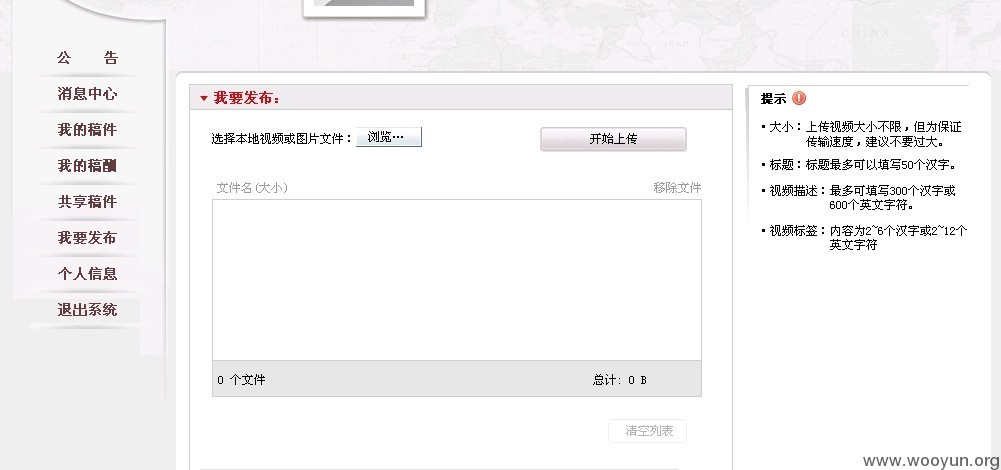 公 告
消息中心
我的稿件
我的稿酬
共享稿件
我要发布
个人信息
退出系统
我要发布：
选择本地视频或图片文件：
浏览…
开始上传
文件名(大小)
移除文件
0 个文件
总计: 0 B
清空列表
提示
• 大小：上传视频大小不限，但为保证
传输速度，建议不要过大。
• 标题：标题最多可以填写50个汉字。
• 视频描述：最多可填写300个汉字或
600个英文字符。
• 视频标签：内容为2~6个汉字或2~12个
英文字符
www.wooyun.org